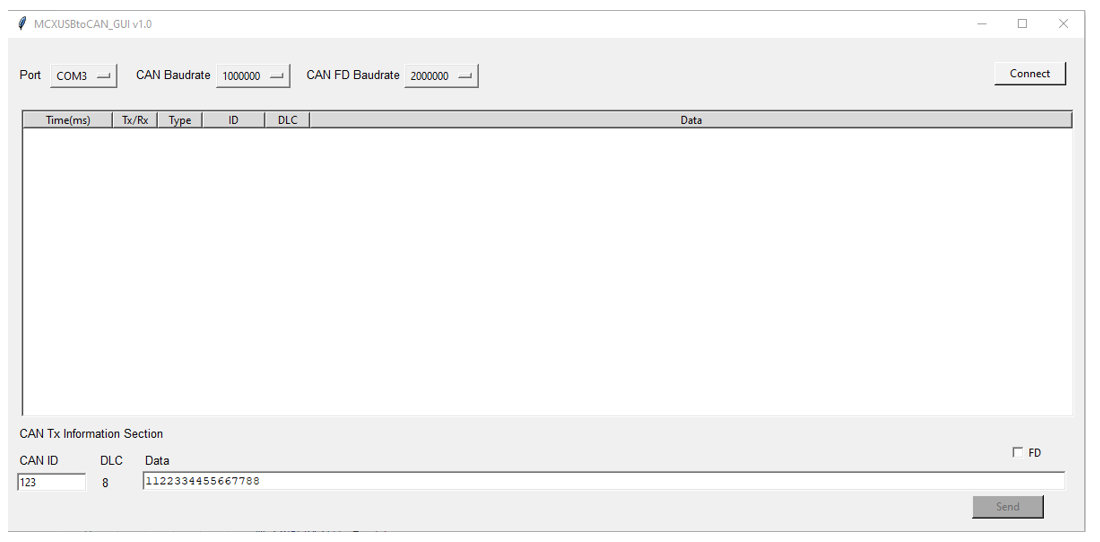 MCXUSBtoCAN_GUI v1.0
Port COM3 CAN Baudrate 1000000 CAN FD Baudrate 2000000 Connect
Time(ms) Tx/Rx Type ID DLC Data
CAN Tx Information Section
FD
CAN ID DLC Data
123 8 1122334455667788
Send